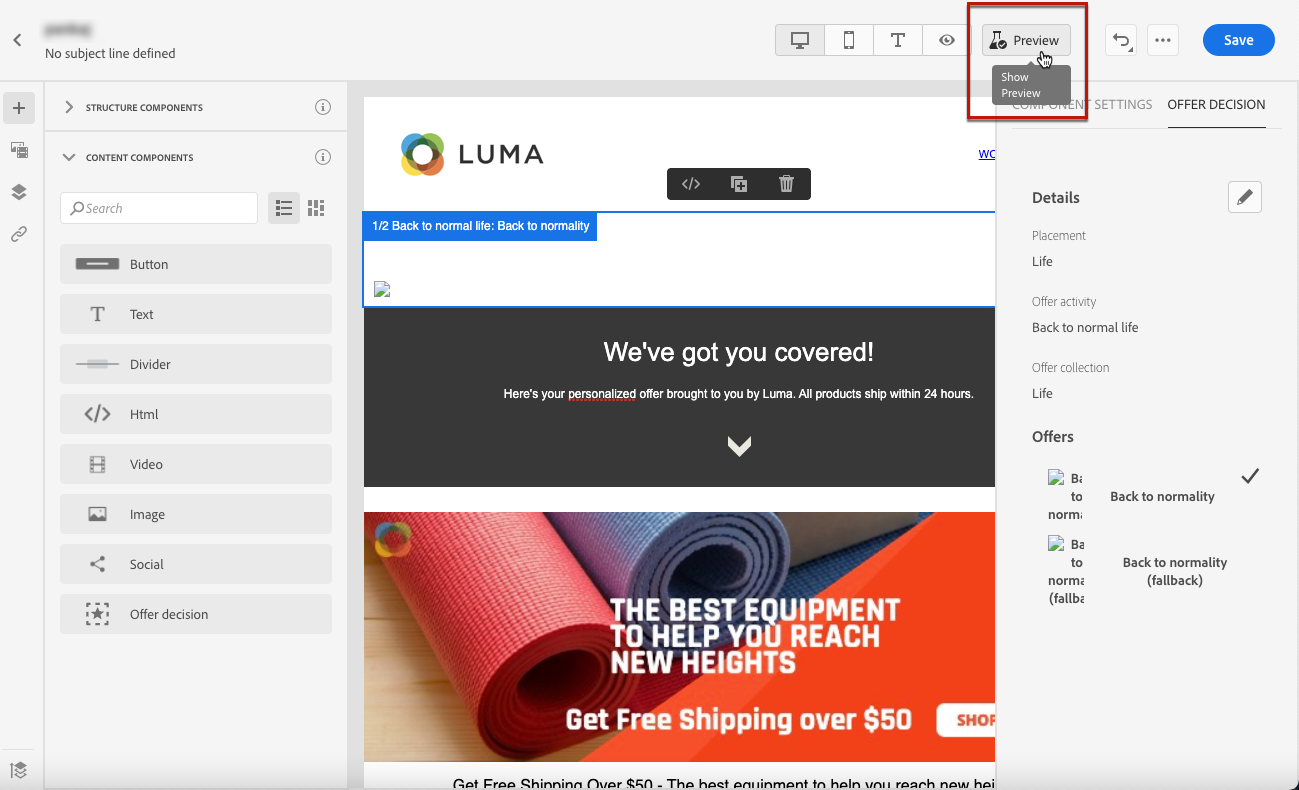 No subject line defined
Preview
Save
Show
Preview
COMPONENT SETTINGS
OFFER DECISION
STRUCTURE COMPONENTS
CONTENT COMPONENTS
Search
Button
Text
Divider
Html
Video
Image
Social
Offer decision
LUMA
WO
1/2 Back to normal life: Back to normality
We've got you covered!
Here's your personalized offer brought to you by Luma. All products ship within 24 hours.
THE BEST EQUIPMENT
TO HELP YOU REACH
NEW HEIGHTS
Get Free Shipping over $50
SHOP
Get Free Shipping Over $50 - The best equipment to help you reach new hei
Details
Placement
Life
Offer activity
Back to normal life
Offer collection
Life
Offers
Ba
to
norma
Back to normality
Ba
to
norma
(fallba
Back to normality
(fallback)